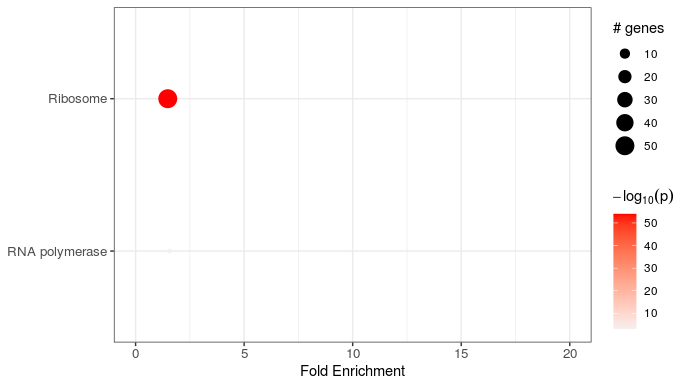 Ribosome
RNA polymerase
0 5 10 15 20
Fold Enrichment
# genes
10
20
30
40
50
−log10(p)
50
40
30
20
10